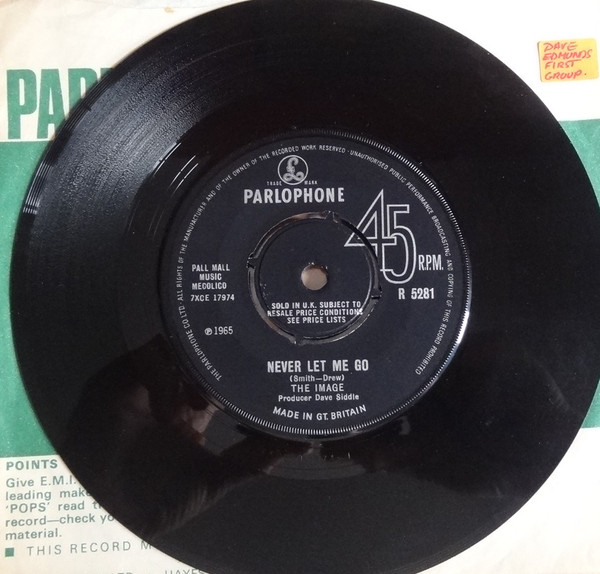 PAR
DAVE
EDMUNDS
FIRST
GROUP.
THE PARLOPHONE CO. LTD. · ALL RIGHTS OF THE MANUFACTURER AND OF THE OWNER OF THE RECORDED WORK RESERVED · UNAUTHORISED PUBLIC PERFORMANCE BROADCASTING AND COPYING OF THIS RECORD PROHIBITED
£
TRADE MARK
PARLOPHONE
45
R.P.M.
R 5281
PALL MALL
MUSIC
MECOLICO
7XCE 17974
℗ 1965
SOLD IN U.K. SUBJECT TO
RESALE PRICE CONDITIONS
SEE PRICE LISTS
NEVER LET ME GO
(Smith—Drew)
THE IMAGE
Producer Dave Siddle
MADE IN GT. BRITAIN
POINTS
Give E.M.I.
leading make
'POPS' read th
record—check yo
material.
■ THIS RECORD M
HAYES